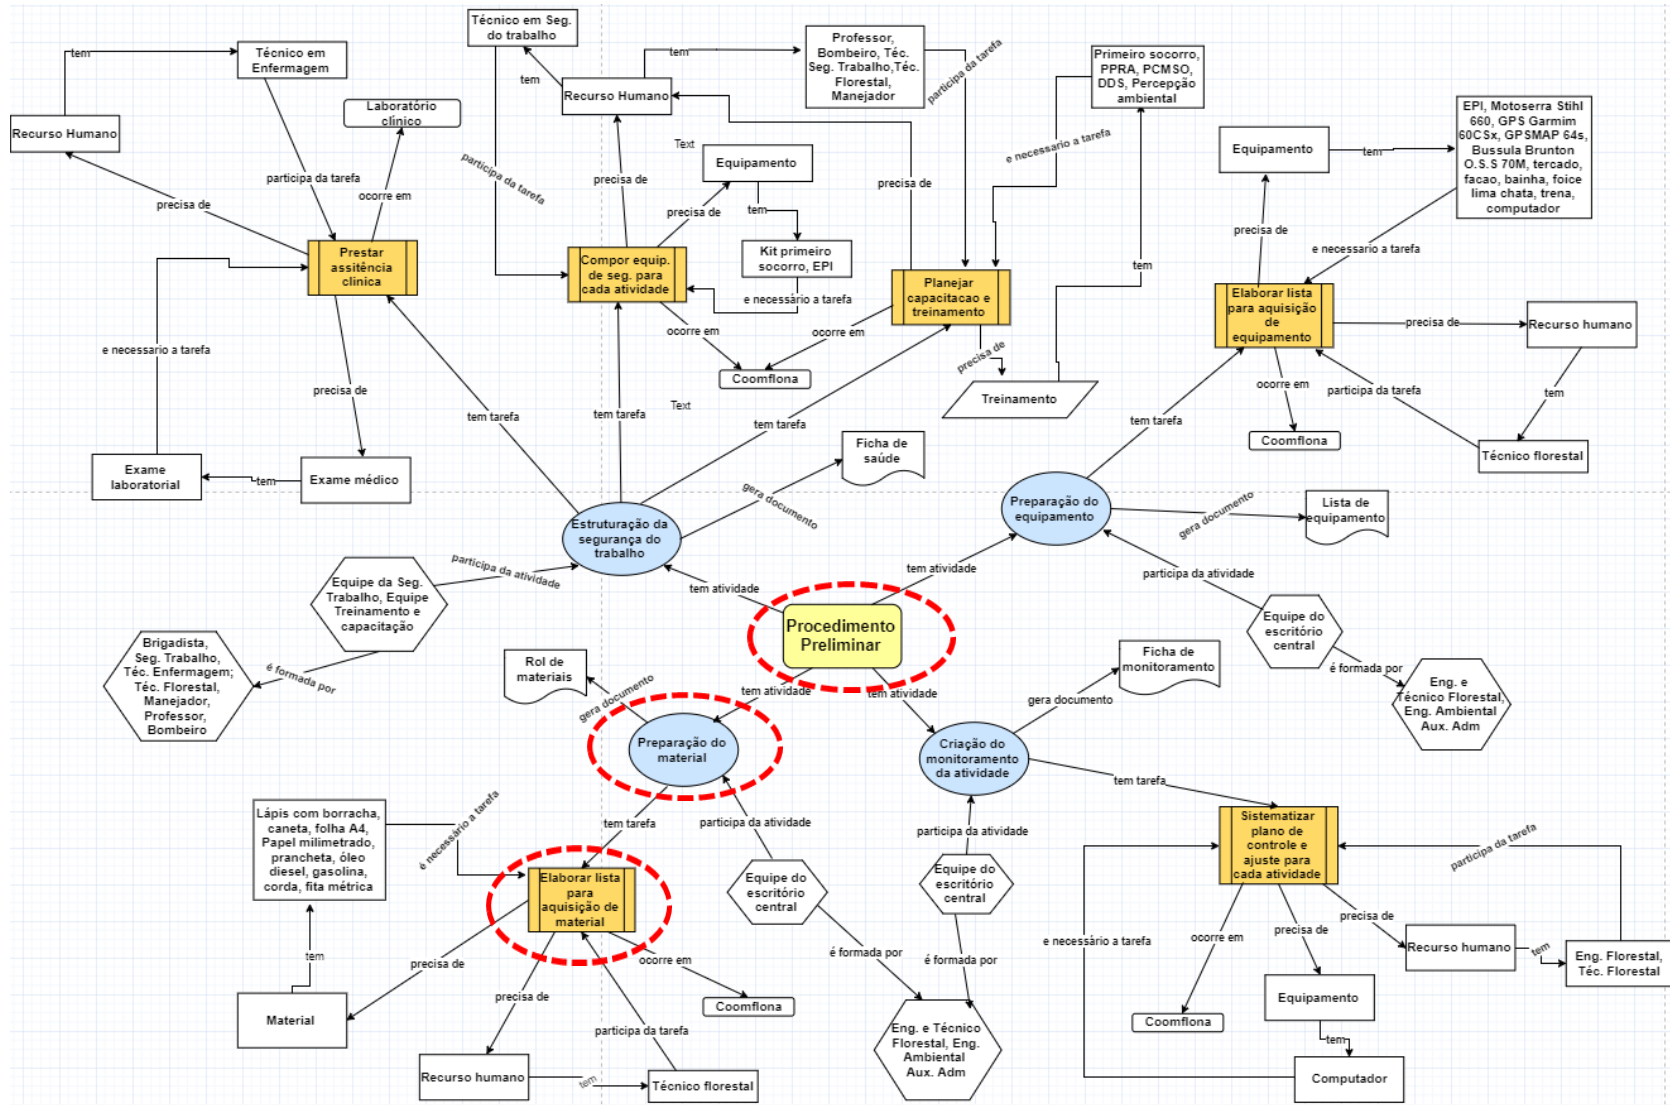 Técnico em Seg.
do trabalho
tem
Técnico em
Enfermagem
tem
Professor,
Bombeiro, Téc.
Seg. Trabalho,Téc.
Florestal,
Manejador
participa da tarefa
Primeiro socorro,
PPRA, PCMSO,
DDS, Percepção
ambiental
tem
Recurso Humano
Laboratório
clínico
Recurso Humano
EPI, Motoserra Stihl
660, GPS Garmim
60CSx, GPSMAP 64s,
Bussula Brunton
O.S.S 70M, tercado,
facao, bainha, foice
lima chata, trena,
computador
Equipamento
tem
Text
e necessario a tarefa
Equipamento
participa da tarefa
participa da tarefa
precisa de
precisa de
ocorre em
precisa de
precisa de
tem
precisa de
Prestar
assitência
clinica
Compor equip.
de seg. para
cada atividade
Kit primeiro
socorro, EPI
e necessário a tarefa
Planejar
capacitacao e
treinamento
tem
e necessario a tarefa
Elaborar lista
para aquisição
de
equipamento
precisa de
Recurso humano
ocorre em
ocorre em
precisa de
e necessario a tarefa
precisa de
Coomflona
Treinamento
ocorre em
participa da tarefa
tem
Text
tem tarefa
tem tarefa
tem tarefa
tem tarefa
Coomflona
Técnico florestal
Ficha de
saúde
Exame
laboratorial
tem
Exame médico
gera documento
Preparação do
equipamento
gera documento
Lista de
equipamento
Estruturação da
segurança do
trabalho
participa da atividade
tem atividade
tem atividade
participa da atividade
Equipe da Seg.
Trabalho, Equipe
Treinamento e
capacitação
Procedimento
Preliminar
Equipe do
escritório
central
Brigadista,
Seg. Trabalho,
Téc. Enfermagem;
Téc. Florestal,
Manejador,
Professor,
Bombeiro
é formada por
Rol de
materiais
gera documento
tem atividade
tem atividade
Ficha de
monitoramento
gera documento
é formada por
Eng. e
Técnico Florestal,
Eng. Ambiental
Aux. Adm
Preparação do
material
Criação do
monitoramento
da atividade
tem tarefa
Lápis com borracha,
caneta, folha A4,
Papel milimetrado,
prancheta, óleo
diesel, gasolina,
corda, fita métrica
é necessário a tarefa
tem tarefa
participa da atividade
participa da atividade
Sistematizar
plano de
controle e
ajuste para
cada atividade
participa da tarefa
Elaborar lista
para
aquisição de
material
Equipe do
escritório
central
Equipe do
escritório
central
precisa de
tem
precisa de
ocorre em
é formada por
é formada por
e necessário a tarefa
ocorre em
precisa de
Recurso humano
tem
Eng. Florestal,
Téc. Florestal
precisa de
Coomflona
Equipamento
Material
Coomflona
participa da tarefa
Eng. e Técnico
Florestal, Eng.
Ambiental
Aux. Adm
tem
Recurso humano
tem
Técnico florestal
Computador